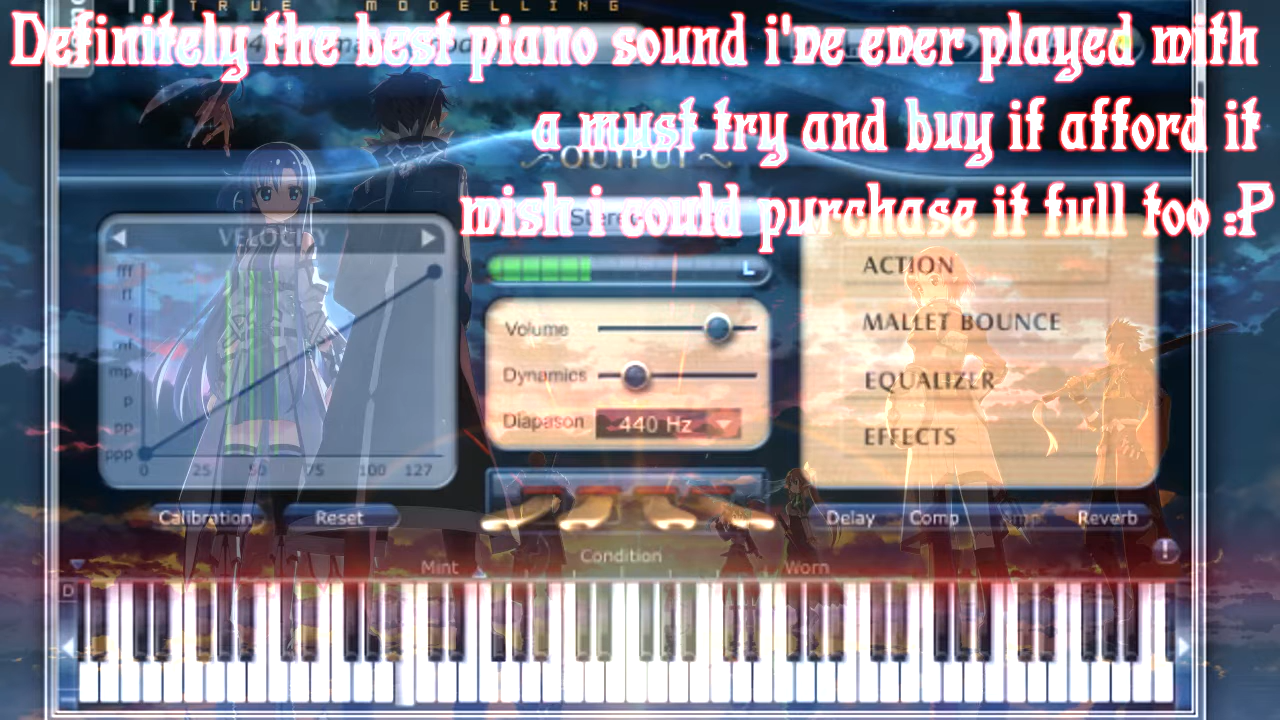 TRUE MODELLING
Definitely the best piano sound i've ever played with
a must try and buy if afford it
OUTPUT
wish i could purchase it full too :P
VELOCITY
L
fff
ff
f
mf
mp
p
pp
ppp
0 25 50 75 100 127
Volume
Dynamics
Diapason 440 Hz
ACTION
MALLET BOUNCE
EQUALIZER
EFFECTS
Calibration Reset
Delay Comp Amp Reverb
Condition
!
Mint Worn
D